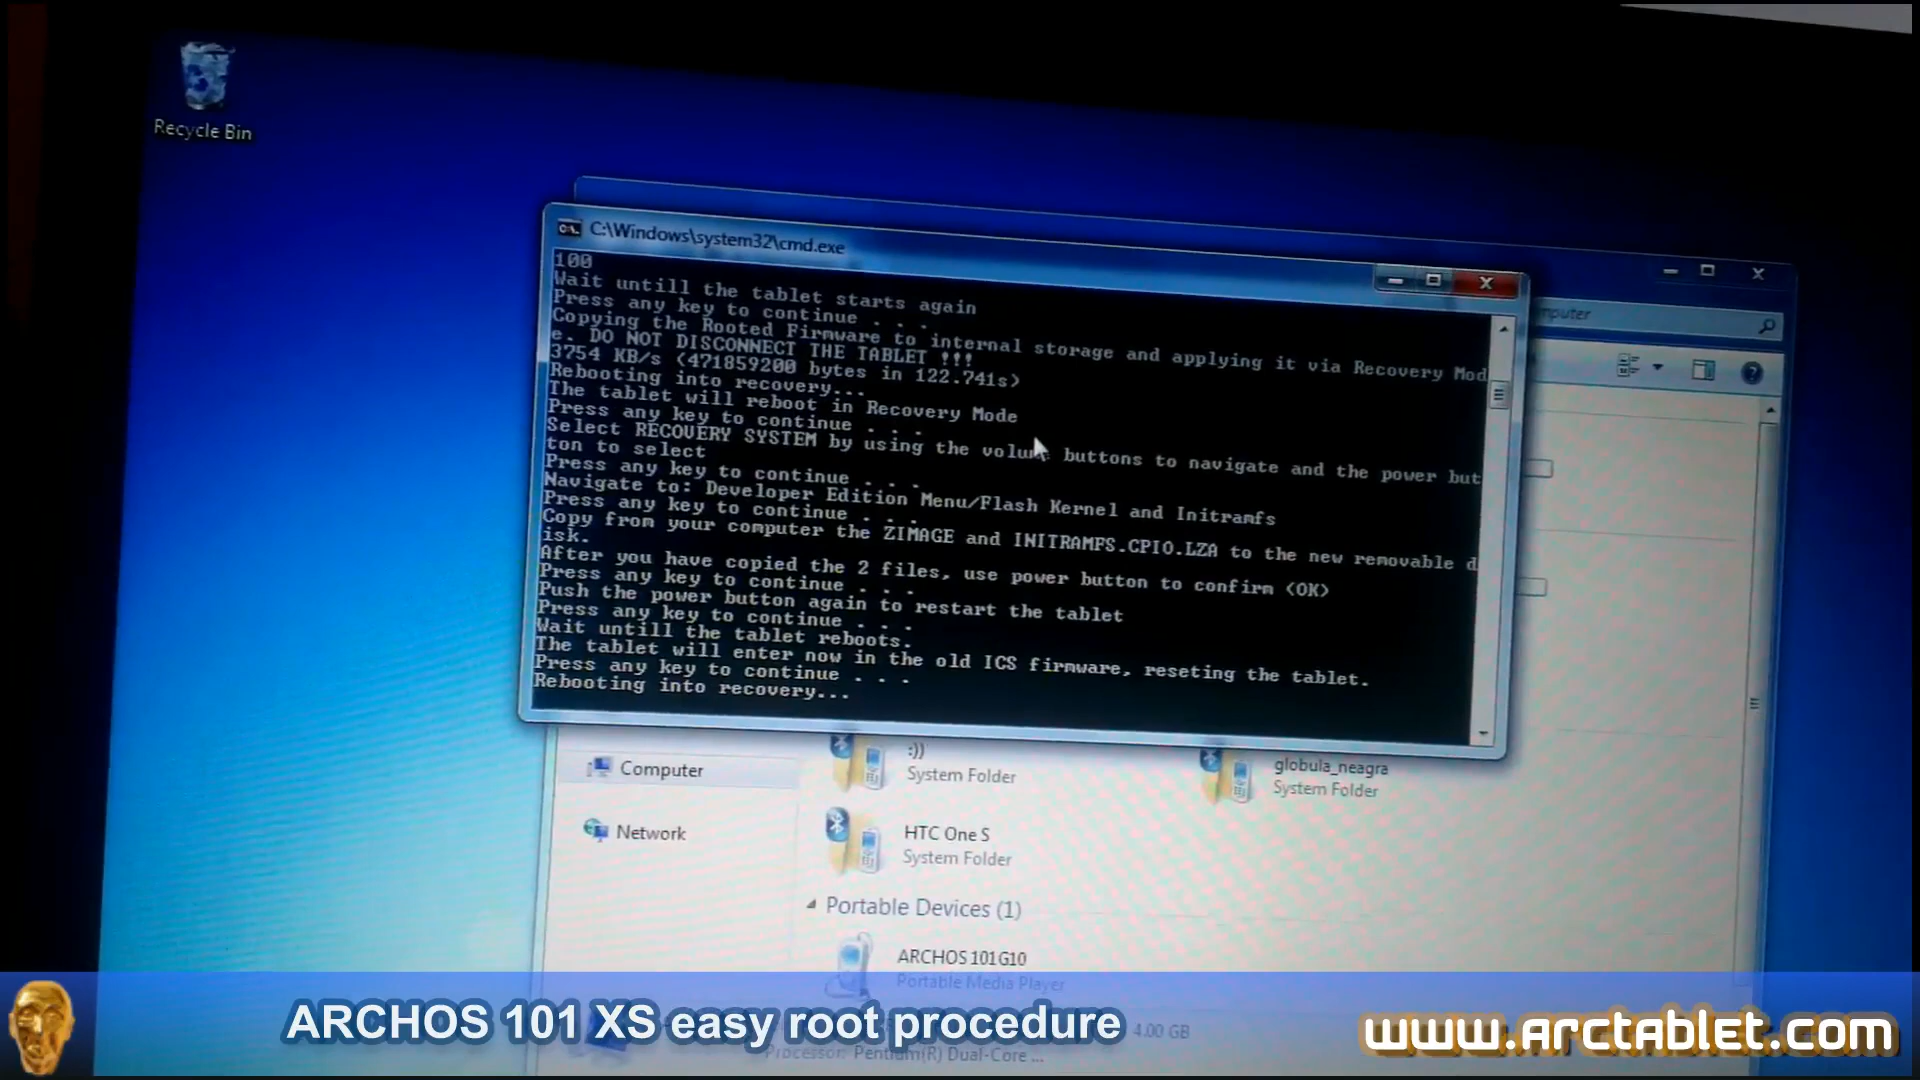 Recycle Bin
C:\Windows\system32\cmd.exe
100
Wait untill the tablet starts again
Press any key to continue . . .
Copying the Rooted Firmware to internal storage and applying it via Recovery Mod
e. DO NOT DISCONNECT THE TABLET !!!
3754 KB/s (471859200 bytes in 122.741s)
Rebooting into recovery...
The tablet will reboot in Recovery Mode
Press any key to continue . . .
Select RECOVERY SYSTEM by using the volume buttons to navigate and the power but
ton to select
Press any key to continue . . .
Navigate to: Developer Edition Menu/Flash Kernel and Initramfs
Press any key to continue . . .
Copy from your computer the ZIMAGE and INITRAMFS.CPIO.LZA to the new removable d
isk.
After you have copied the 2 files, use power button to confirm (OK)
Press any key to continue . . .
Push the power button again to restart the tablet
Press any key to continue . . .
Wait untill the tablet reboots.
The tablet will enter now in the old ICS firmware, reseting the tablet.
Press any key to continue . . .
Rebooting into recovery...
mputer
Computer
Network
:))
System Folder
globula_neagra
System Folder
HTC One S
System Folder
Portable Devices (1)
ARCHOS 101G10
Portable Media Player
4.00 GB
Processor: Pentium(R) Dual-Core ...
ARCHOS 101 XS easy root procedure
www.arctablet.com